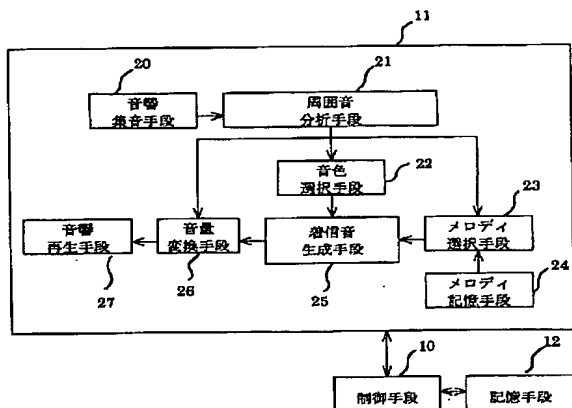 11
20
21
音響
集音手段
周囲音
分析手段
22
音色
選択手段
23
音響
再生手段
音量
変換手段
着信音
生成手段
メロディ
選択手段
24
メロディ
記憶手段
27
26
25
10
12
制御手段
記憶手段